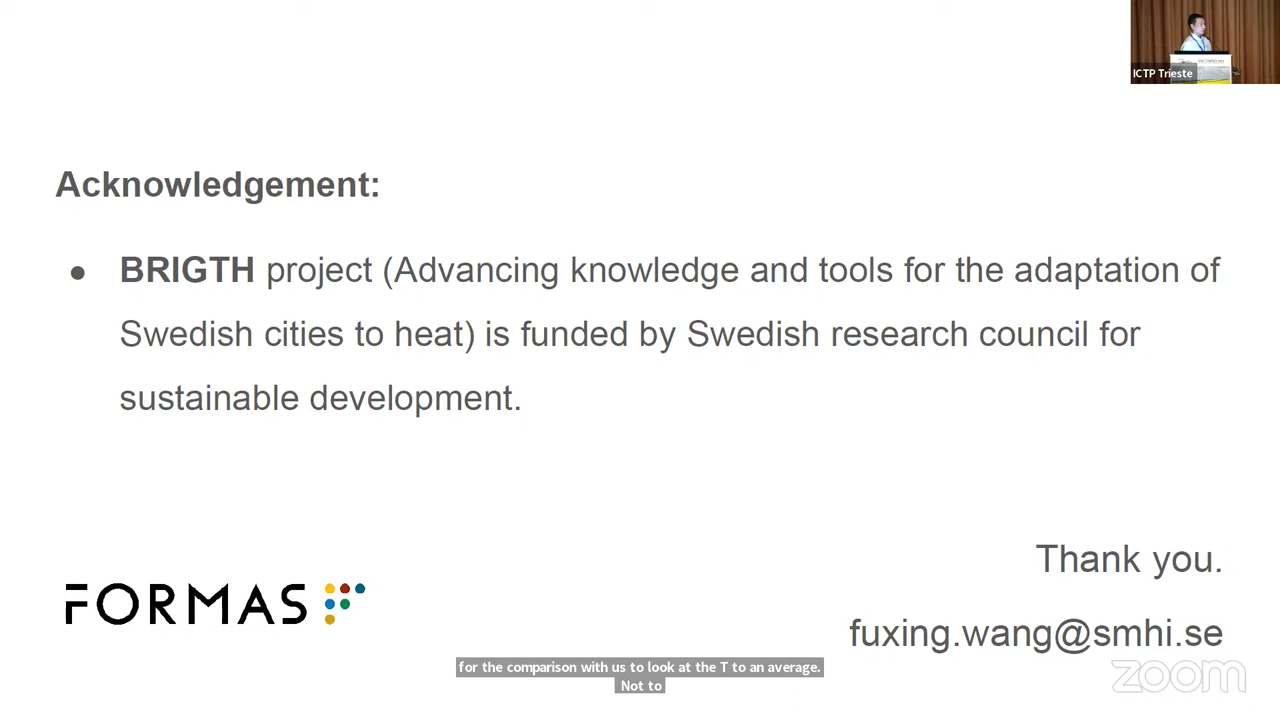 ICTP Trieste
Acknowledgement:
● BRIGTH project (Advancing knowledge and tools for the adaptation of
Swedish cities to heat) is funded by Swedish research council for
sustainable development.
Thank you.
FORMAS
fuxing.wang@smhi.se
for the comparison with us to look at the T to an average.
Not to
zoom